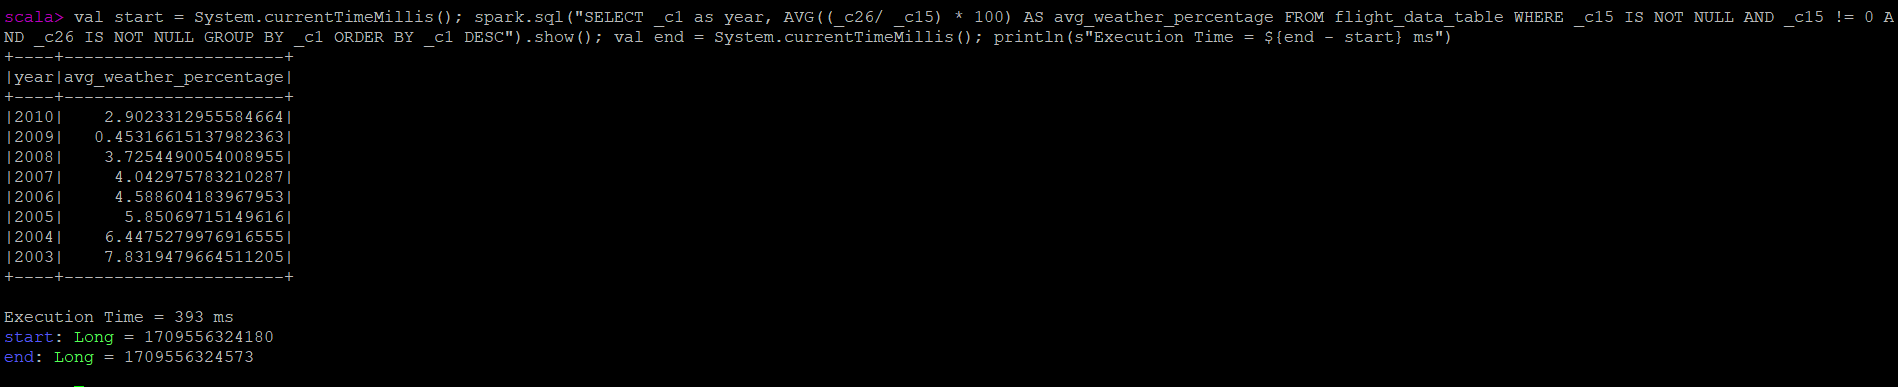 scala> val start = System.currentTimeMillis(); spark.sql("SELECT _c1 as year, AVG((_c26/ _c15) * 100) AS avg_weather_percentage FROM flight_data_table WHERE _c15 IS NOT NULL AND _c15 != 0 A
ND _c26 IS NOT NULL GROUP BY _c1 ORDER BY _c1 DESC").show(); val end = System.currentTimeMillis(); println(s"Execution Time = ${end - start} ms")
+----+----------------------+
|year|avg_weather_percentage|
+----+----------------------+
|2010|    2.9023312955584664|
|2009|   0.45316615137982363|
|2008|    3.7254490054008955|
|2007|     4.042975783210287|
|2006|     4.588604183967953|
|2005|      5.85069715149616|
|2004|    6.4475279976916555|
|2003|    7.8319479664511205|
+----+----------------------+
Execution Time = 393 ms
start: Long = 1709556324180
end: Long = 1709556324573